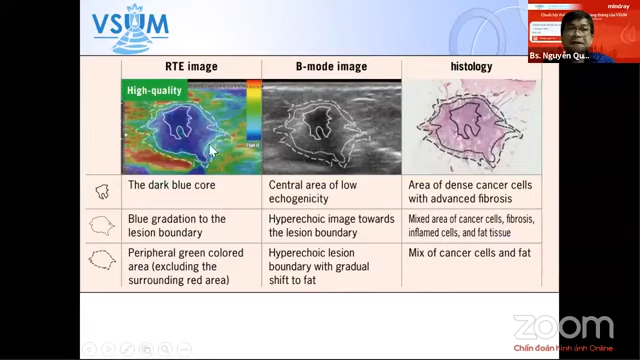 VSUM
mindray
Bs. Nguyễn Qu...
RTE image
B-mode image
histology
High-quality
The dark blue core
Central area of low
echogenicity
Area of dense cancer cells
with advanced fibrosis
Blue gradation to the
lesion boundary
Hyperechoic image towards
the lesion boundary
Mixed area of cancer cells, fibrosis,
inflamed cells, and fat tissue
Peripheral green colored
area (excluding the
surrounding red area)
Hyperechoic lesion
boundary with gradual
shift to fat
Mix of cancer cells and fat
zoom
Chẩn đoán hình ảnh Online